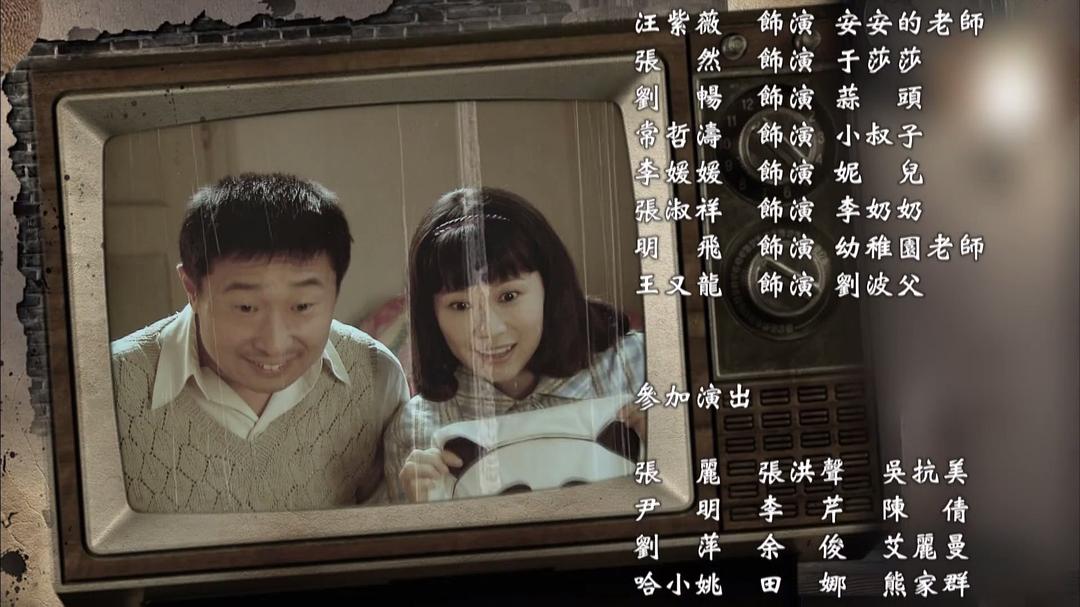 汪紫薇 飾演 安安的老師
張然 飾演 于莎莎
劉暢 飾演 蒜頭
常哲濤 飾演 小叔子
李媛媛 飾演 妮兒
張淑祥 飾演 李奶奶
明飛 飾演 幼稚園老師
王又龍 飾演 劉波父
參加演出
張麗 張洪聲 吳抗美
尹明 李芹 陳倩
劉萍 余俊 艾麗曼
哈小姚 田娜 熊家群